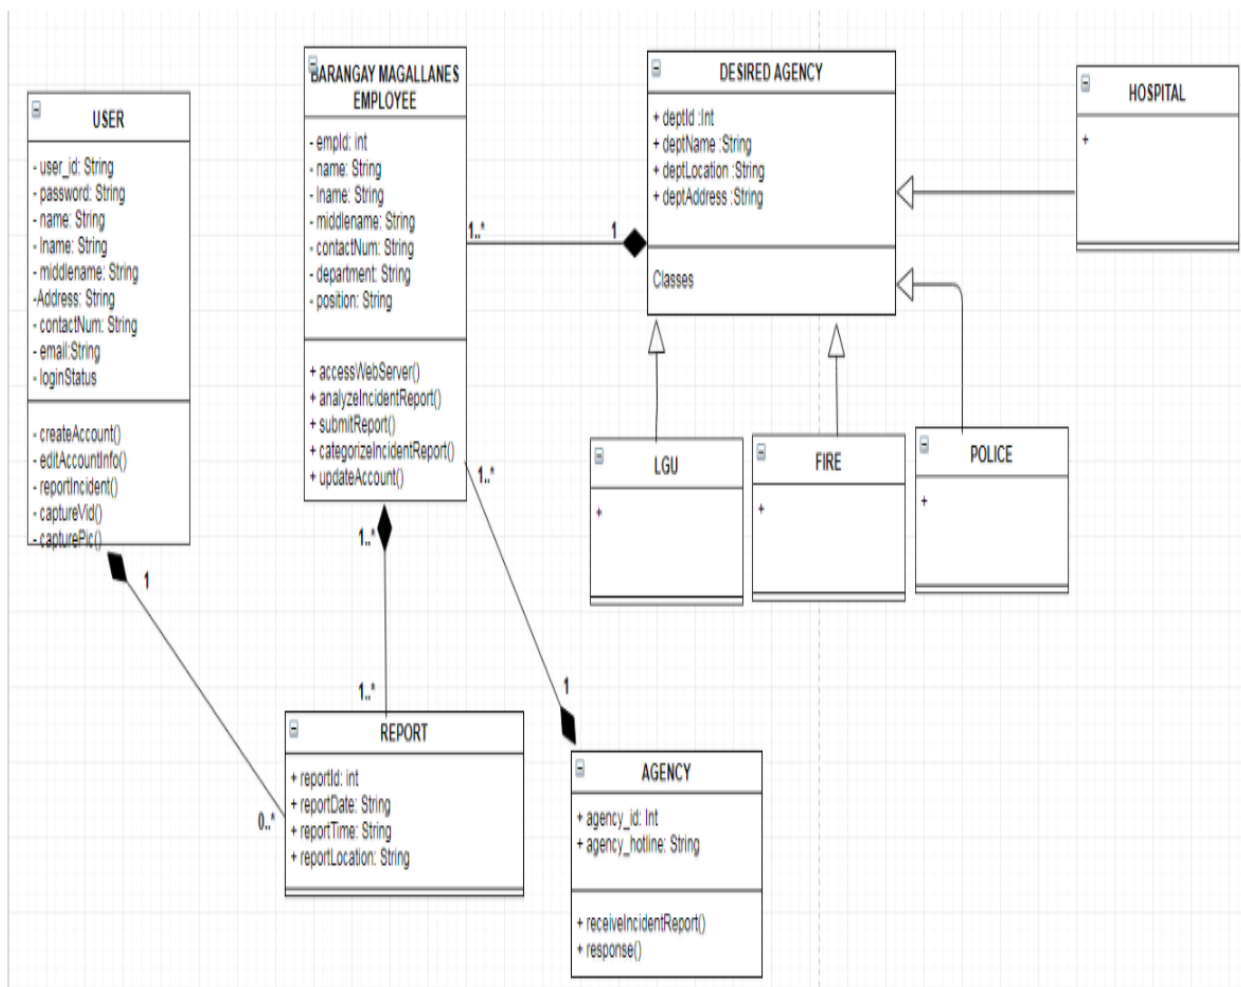 USER
- user_id: String
- password: String
- name: String
- lname: String
- middlename: String
-Address: String
- contactNum: String
- email:String
- loginStatus
- createAccount()
- editAccountInfo()
- reportIncident()
- captureVid()
- capturePic()
BARANGAY MAGALLANES
EMPLOYEE
- empId: int
- name: String
- lname: String
- middlename: String
- contactNum: String
- department: String
- position: String
+ accessWebServer()
+ analyzeIncidentReport()
+ submitReport()
+ categorizeIncidentReport()
+ updateAccount()
DESIRED AGENCY
+ deptId :Int
+ deptName :String
+ deptLocation :String
+ deptAddress :String
Classes
HOSPITAL
+
1..*
1
LGU
+
FIRE
+
POLICE
+
1..*
1..*
1
1..*
1
0..*
REPORT
+ reportId: int
+ reportDate: String
+ reportTime: String
+ reportLocation: String
AGENCY
+ agency_id: Int
+ agency_hotline: String
+ receiveIncidentReport()
+ response()